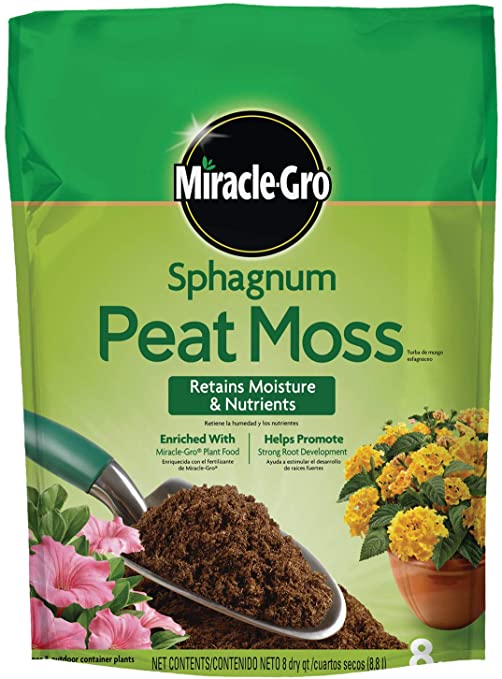 Miracle-Gro®
Sphagnum
Peat Moss
Turba de musgo
esfagnáceo
Retains Moisture
& Nutrients
Retiene la humedad y los nutrientes
Enriched With
Miracle-Gro® Plant Food
Enriquecida con el fertilizante
de Miracle-Gro®
Helps Promote
Strong Root Development
Ayuda a estimular el desarrollo
de raíces fuertes
8
& outdoor container plants
NET CONTENTS/CONTENIDO NETO 8 dry qt/cuartos secos (8.8 l)